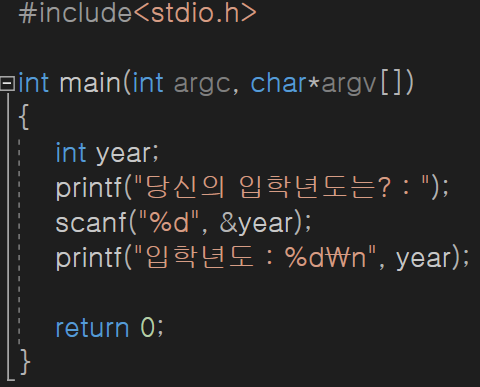 #include<stdio.h>
int main(int argc, char*argv[])
{
int year;
printf("당신의 입학년도는? : ");
scanf("%d", &year);
printf("입학년도 : %d₩n", year);
return 0;
}